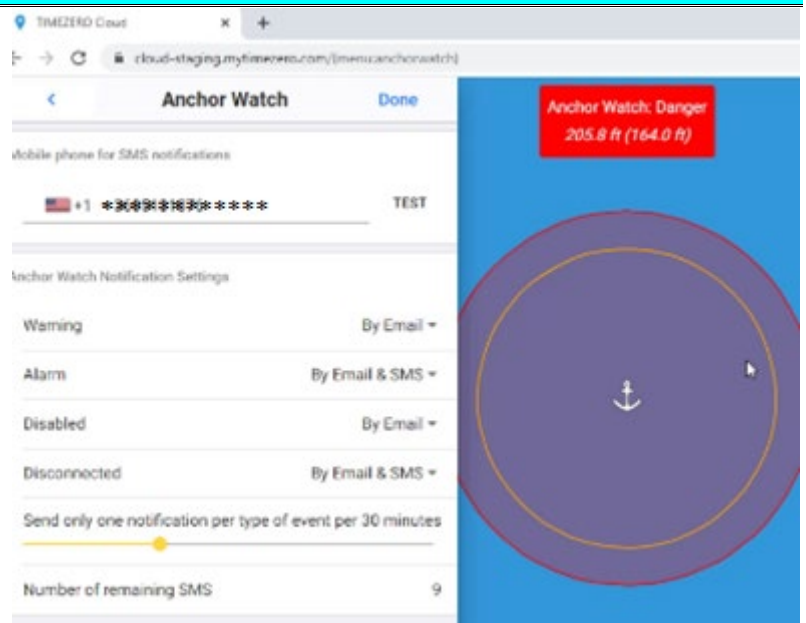 TIMEZERO Cloud
cloud-staging.mytimezero.com/(menu:anchorwatch)
Anchor Watch
Done
Mobile phone for SMS notifications
+1
TEST
Anchor Watch Notification Settings
Warning By Email
Alarm By Email & SMS
Disabled By Email
Disconnected By Email & SMS
Send only one notification per type of event per 30 minutes
Number of remaining SMS 9
Anchor Watch: Danger
205.8 ft (164.0 ft)